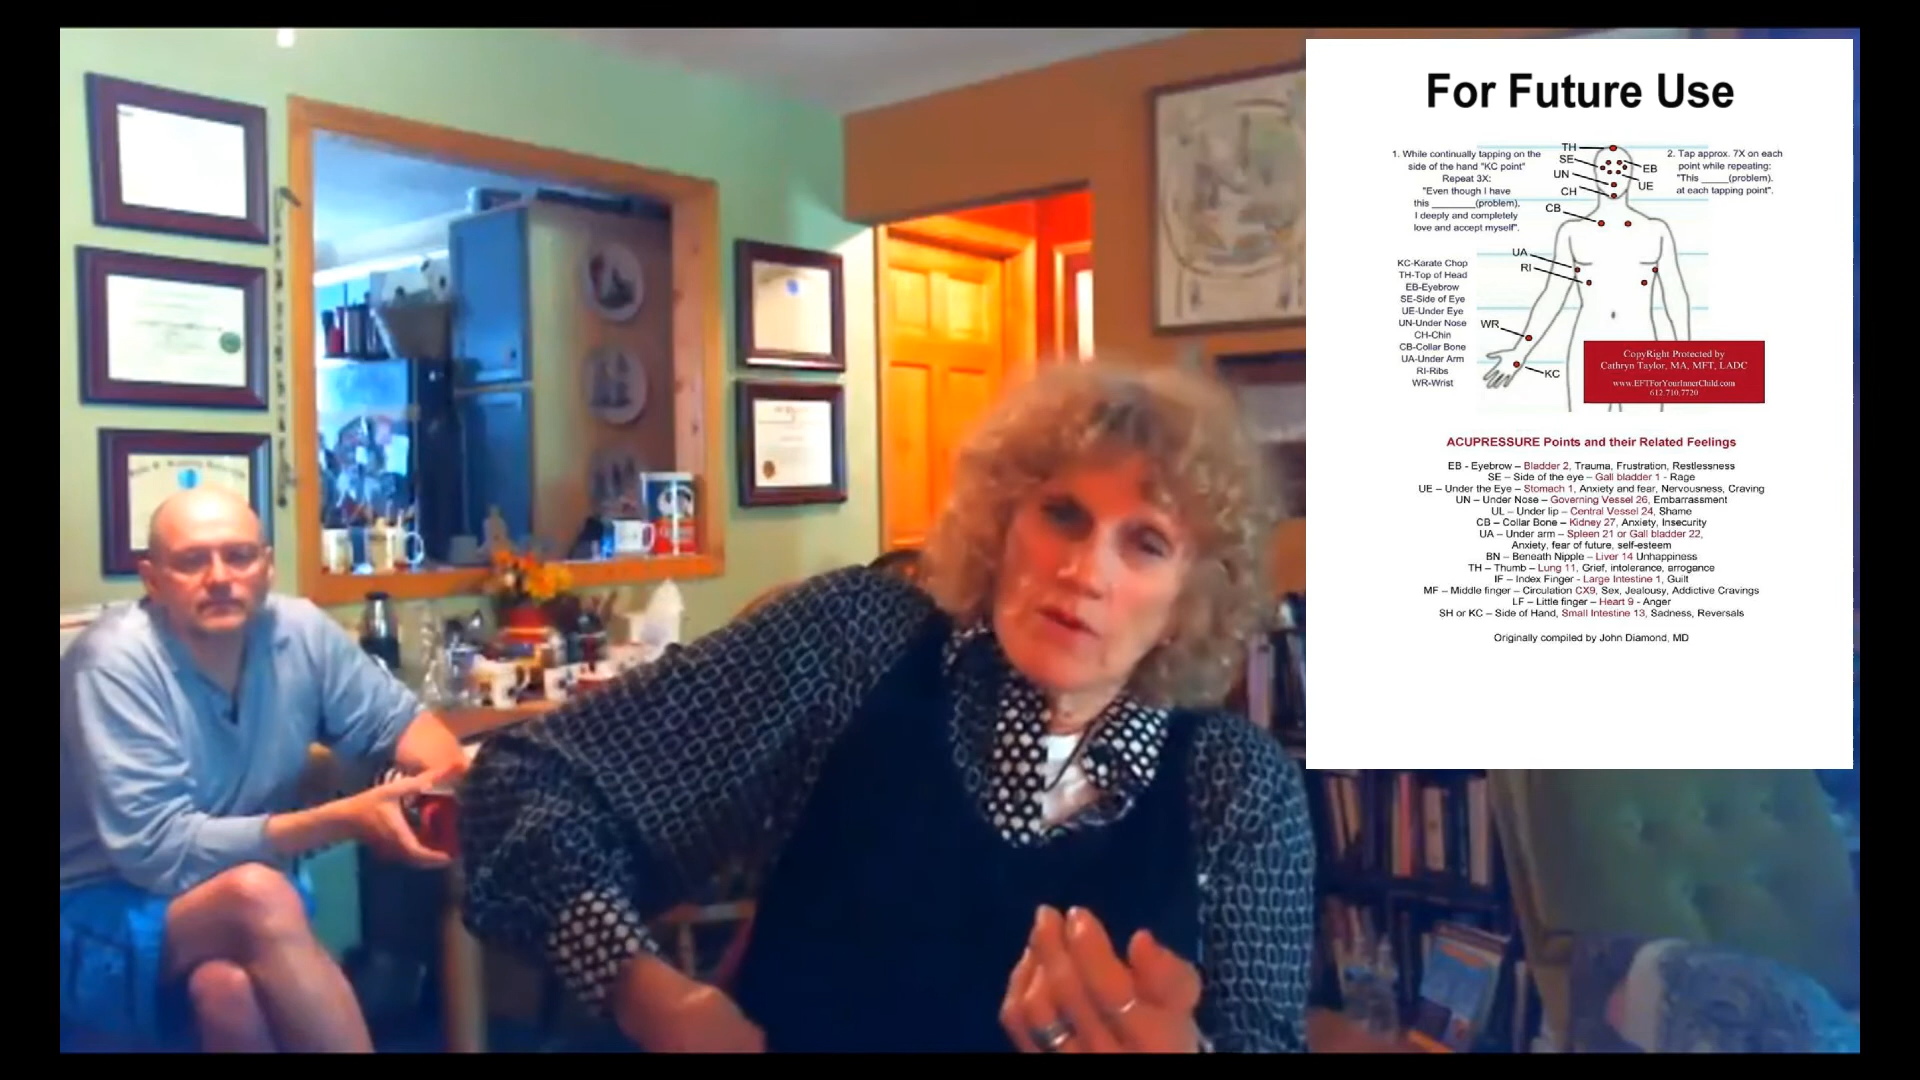 For Future Use
1. While continually tapping on the
side of the hand "KC point"
Repeat 3X:
"Even though I have
this ________(problem),
I deeply and completely
love and accept myself".
TH
SE
UN
CH
CB
EB
UE
2. Tap approx. 7X on each
point while repeating:
"This _____(problem).
at each tapping point".
UA
RI
WR
KC
KC-Karate Chop
TH-Top of Head
EB-Eyebrow
SE-Side of Eye
UE-Under Eye
UN-Under Nose
CH-Chin
CB-Collar Bone
UA-Under Arm
RI-Ribs
WR-Wrist
CopyRight Protected by
Cathryn Taylor, MA, MFT, LADC
www.EFTForYourInnerChild.com
612.710.7720
ACUPRESSURE Points and their Related Feelings
EB - Eyebrow – Bladder 2, Trauma, Frustration, Restlessness
SE – Side of the eye – Gall bladder 1 - Rage
UE – Under the Eye – Stomach 1, Anxiety and fear, Nervousness, Craving
UN – Under Nose – Governing Vessel 26, Embarrassment
UL – Under lip – Central Vessel 24, Shame
CB – Collar Bone – Kidney 27, Anxiety, Insecurity
UA – Under arm – Spleen 21 or Gall bladder 22,
Anxiety, fear of future, self-esteem
BN – Beneath Nipple – Liver 14 Unhappiness
TH – Thumb – Lung 11, Grief, intolerance, arrogance
IF – Index Finger - Large Intestine 1, Guilt
MF – Middle finger – Circulation CX9, Sex, Jealousy, Addictive Cravings
LF – Little finger – Heart 9 - Anger
SH or KC – Side of Hand, Small Intestine 13, Sadness, Reversals
Originally compiled by John Diamond, MD